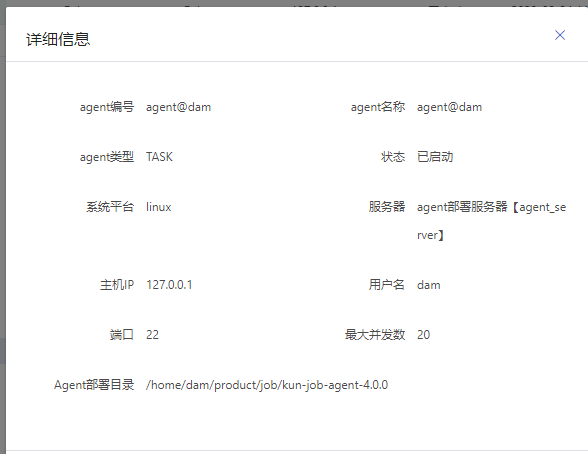 详细信息
agent编号 agent@dam agent名称 agent@dam
agent类型 TASK 状态 已启动
系统平台 linux 服务器 agent部署服务器【agent_se
rver】
主机IP 127.0.0.1 用户名 dam
端口 22 最大并发数 20
Agent部署目录 /home/dam/product/job/kun-job-agent-4.0.0